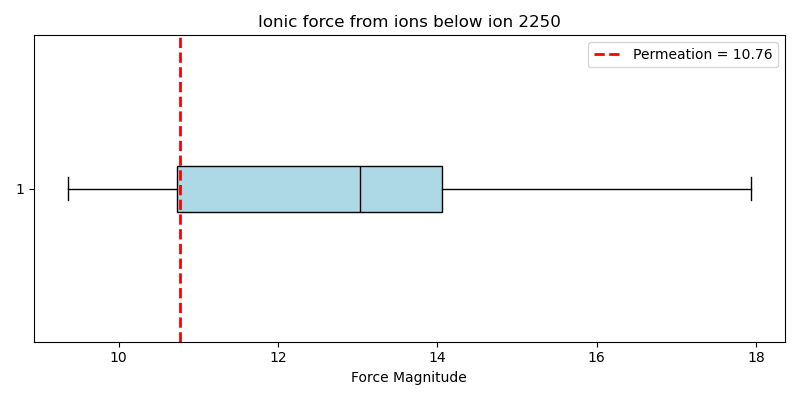 Ionic force from ions below ion 2250
Permeation = 10.76
1
10 12 14 16 18
Force Magnitude